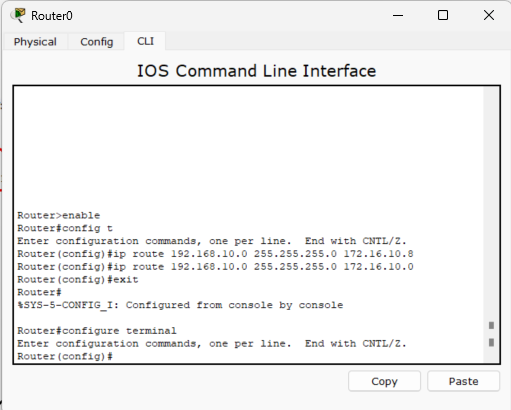 Router0
Physical Config CLI
IOS Command Line Interface
Router>enable
Router#config t
Enter configuration commands, one per line.  End with CNTL/Z.
Router(config)#ip route 192.168.10.0 255.255.255.0 172.16.10.8
Router(config)#ip route 192.168.10.0 255.255.255.0 172.16.10.0
Router(config)#exit
Router#
%SYS-5-CONFIG_I: Configured from console by console
Router#configure terminal
Enter configuration commands, one per line.  End with CNTL/Z.
Router(config)#
Copy Paste